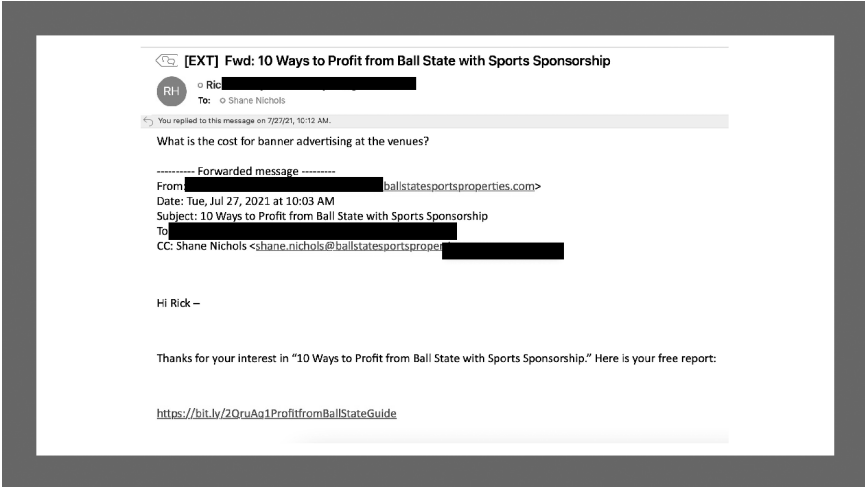 [EXT] Fwd: 10 Ways to Profit from Ball State with Sports Sponsorship
RH
Ric
To: Shane Nichols
You replied to this message on 7/27/21, 10:12 AM.
What is the cost for banner advertising at the venues?
---------- Forwarded message ---------
From: ballstatesportsproperties.com>
Date: Tue, Jul 27, 2021 at 10:03 AM
Subject: 10 Ways to Profit from Ball State with Sports Sponsorship
To
CC: Shane Nichols <shane.nichols@ballstatesportsproper
Hi Rick –
Thanks for your interest in “10 Ways to Profit from Ball State with Sports Sponsorship.” Here is your free report:
https://bit.ly/2QruAq1ProfitfromBallStateGuide